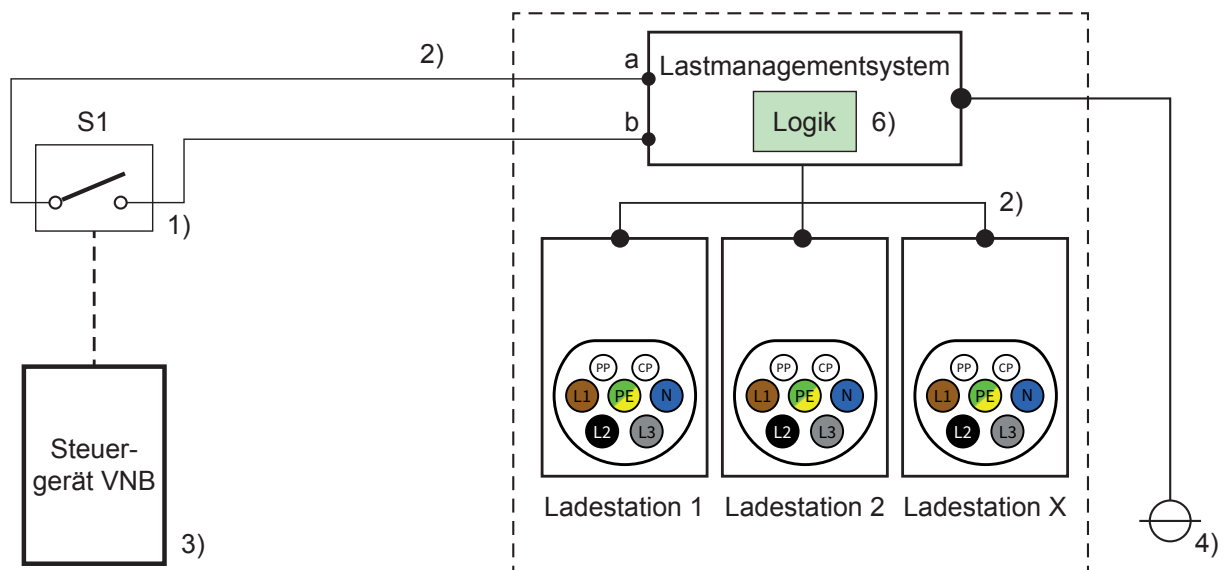 2)
a
Lastmanagementsystem
S1
b
Logik
6)
1)
2)
PP CP
L1 PE N
L2 L3
PP CP
L1 PE N
L2 L3
PP CP
L1 PE N
L2 L3
Steuer-
gerät VNB
3)
Ladestation 1
Ladestation 2
Ladestation X
4)